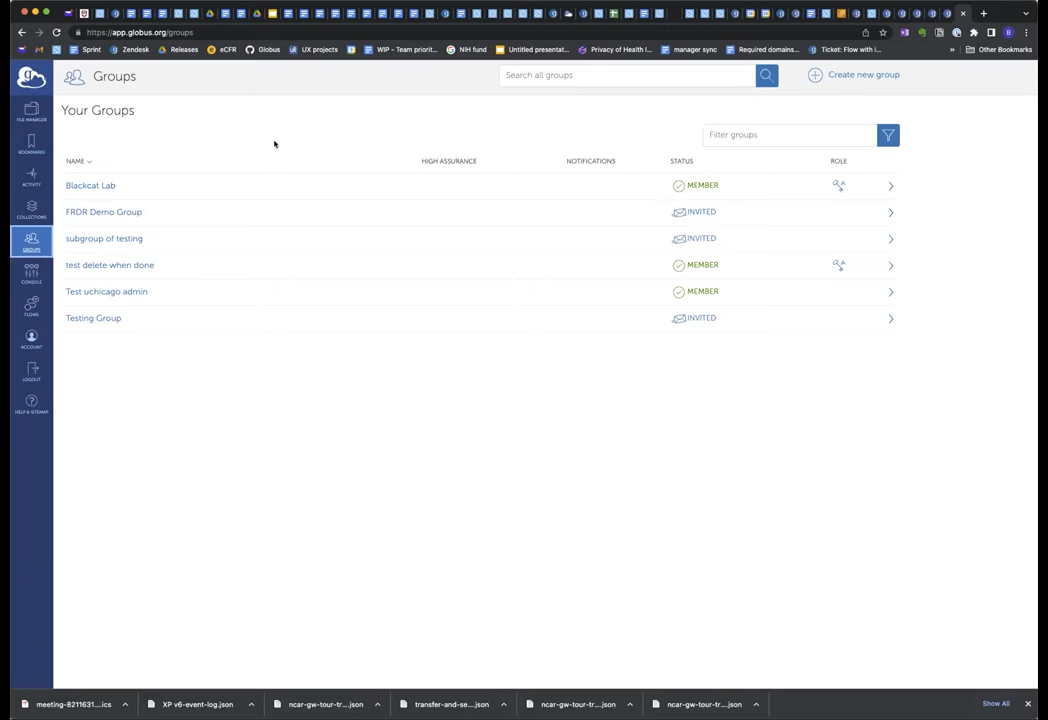 https://app.globus.org/groups
Sprint
Zendesk
Releases
eCFR
Globus
UX projects
WIP - Team priorit...
NIH fund
Untitled presentat...
Privacy of Health I...
manager sync
Required domains...
Ticket: Flow with i...
»
Other Bookmarks
Groups
Search all groups
Create new group
FILE MANAGER
BOOKMARKS
ACTIVITY
COLLECTIONS
GROUPS
CONSOLE
FLOWS
ACCOUNT
LOGOUT
HELP & SITEMAP
Your Groups
Filter groups
NAME HIGH ASSURANCE NOTIFICATIONS STATUS ROLE
Blackcat Lab MEMBER
FRDR Demo Group INVITED
subgroup of testing INVITED
test delete when done MEMBER
Test uchicago admin MEMBER
Testing Group INVITED
meeting-8211631....ics
XP v6-event-log.json
ncar-gw-tour-tr....json
transfer-and-se....json
ncar-gw-tour-tr....json
ncar-gw-tour-tr....json
Show All